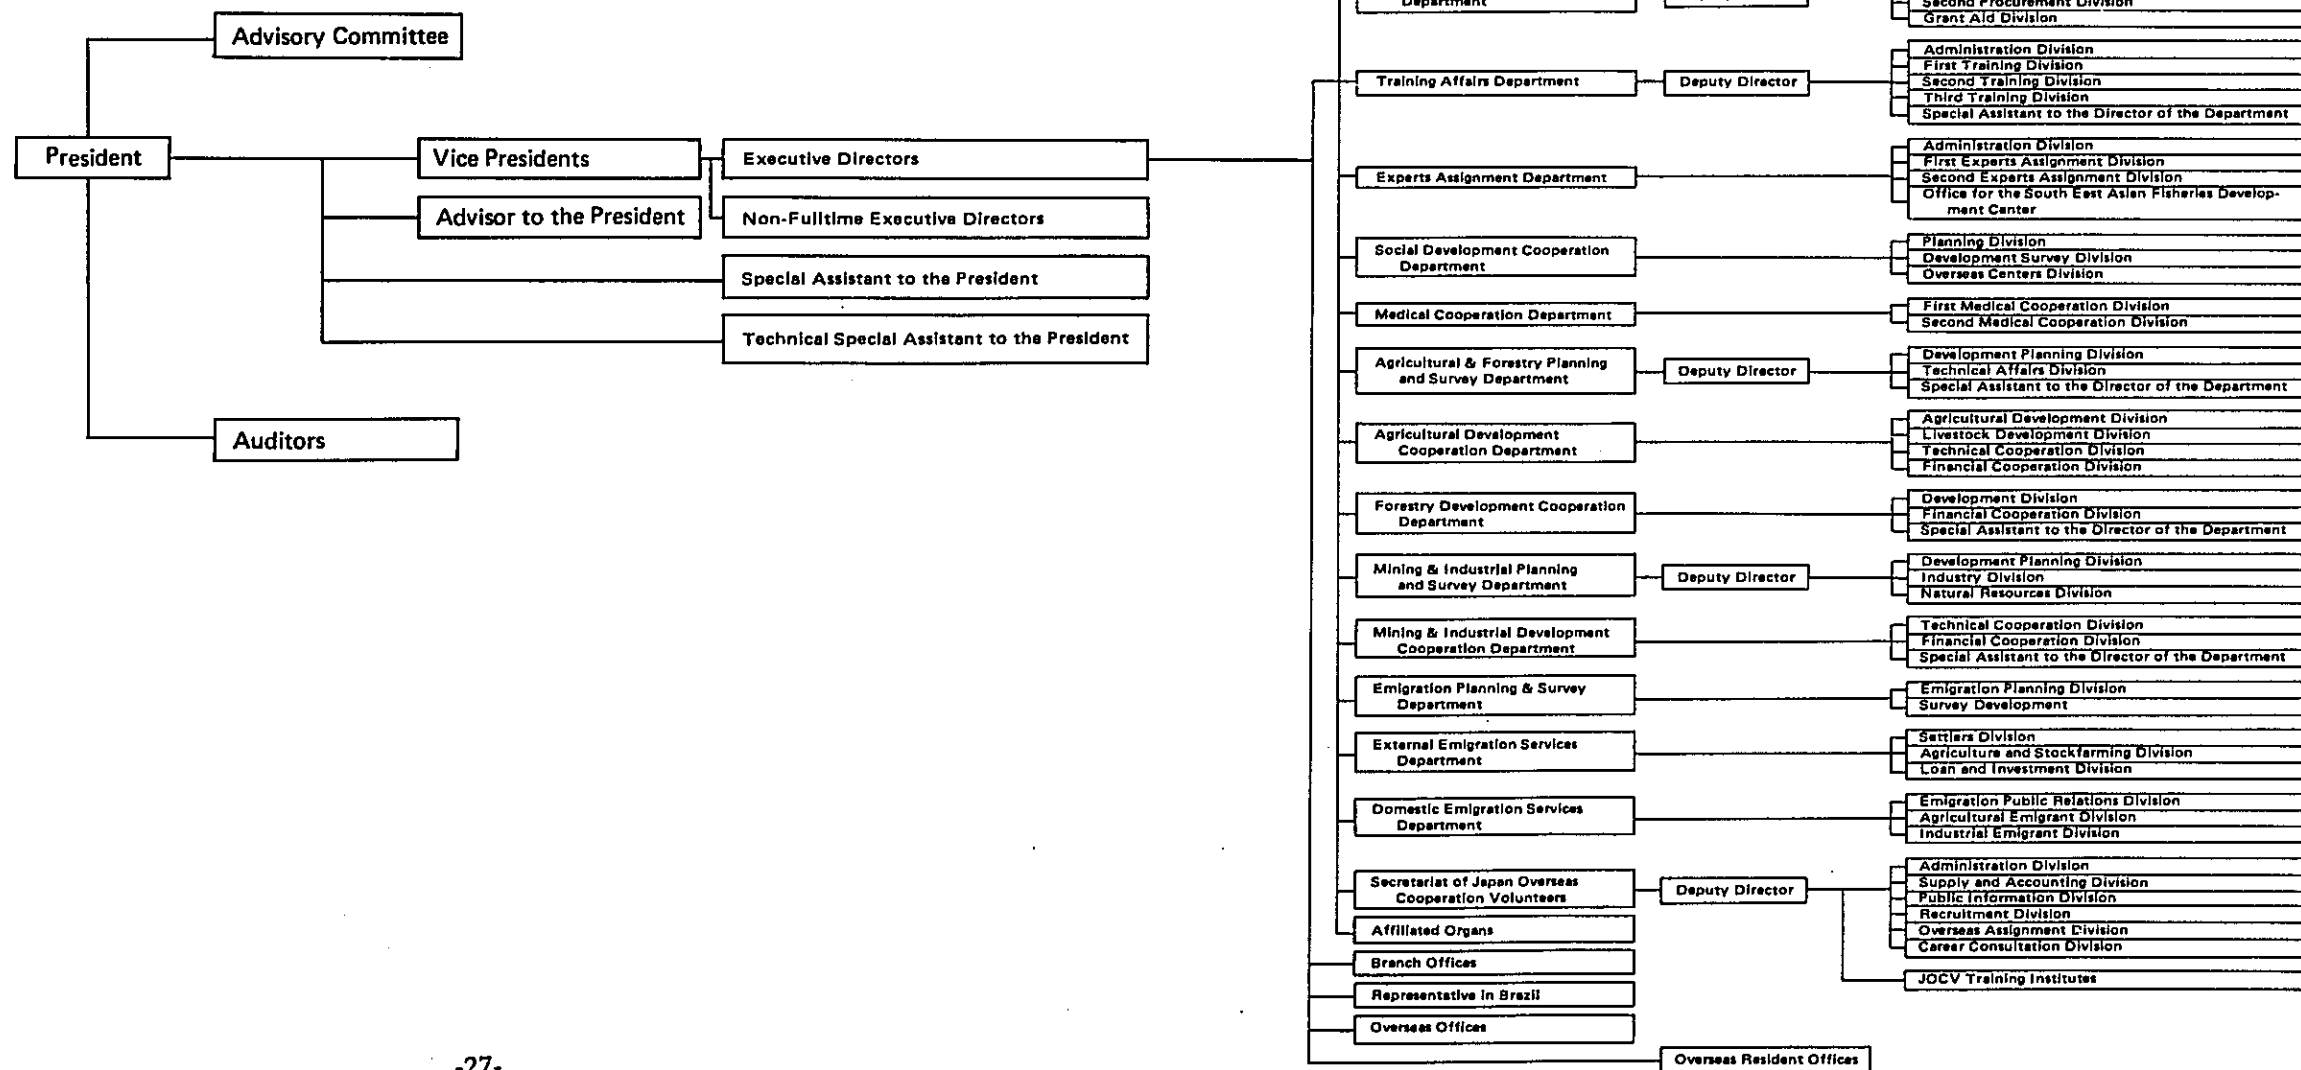 Advisory Committee
President
Vice Presidents
Advisor to the President
Executive Directors
Non-Fulltime Executive Directors
Special Assistant to the President
Technical Special Assistant to the President
Auditors
-27-
Department
Second Procurement Division
Grant Aid Division
Training Affairs Department
Deputy Director
Administration Division
First Training Division
Second Training Division
Third Training Division
Special Assistant to the Director of the Department
Experts Assignment Department
Administration Division
First Experts Assignment Division
Second Experts Assignment Division
Office for the South East Asian Fisheries Develop-
ment Center
Social Development Cooperation
Department
Planning Division
Development Survey Division
Overseas Centers Division
Medical Cooperation Department
First Medical Cooperation Division
Second Medical Cooperation Division
Agricultural & Forestry Planning
and Survey Department
Deputy Director
Development Planning Division
Technical Affairs Division
Special Assistant to the Director of the Department
Agricultural Development
Cooperation Department
Agricultural Development Division
Livestock Development Division
Technical Cooperation Division
Financial Cooperation Division
Forestry Development Cooperation
Department
Development Division
Financial Cooperation Division
Special Assistant to the Director of the Department
Mining & Industrial Planning
and Survey Department
Deputy Director
Development Planning Division
Industry Division
Natural Resources Division
Mining & Industrial Development
Cooperation Department
Technical Cooperation Division
Financial Cooperation Division
Special Assistant to the Director of the Department
Emigration Planning & Survey
Department
Emigration Planning Division
Survey Development
External Emigration Services
Department
Settlers Division
Agriculture and Stockfarming Division
Loan and Investment Division
Domestic Emigration Services
Department
Emigration Public Relations Division
Agricultural Emigrant Division
Industrial Emigrant Division
Secretariat of Japan Overseas
Cooperation Volunteers
Deputy Director
Administration Division
Supply and Accounting Division
Public Information Division
Recruitment Division
Overseas Assignment Division
Career Consultation Division
JOCV Training Institutes
Affiliated Organs
Branch Offices
Representative in Brazil
Overseas Offices
Overseas Resident Offices